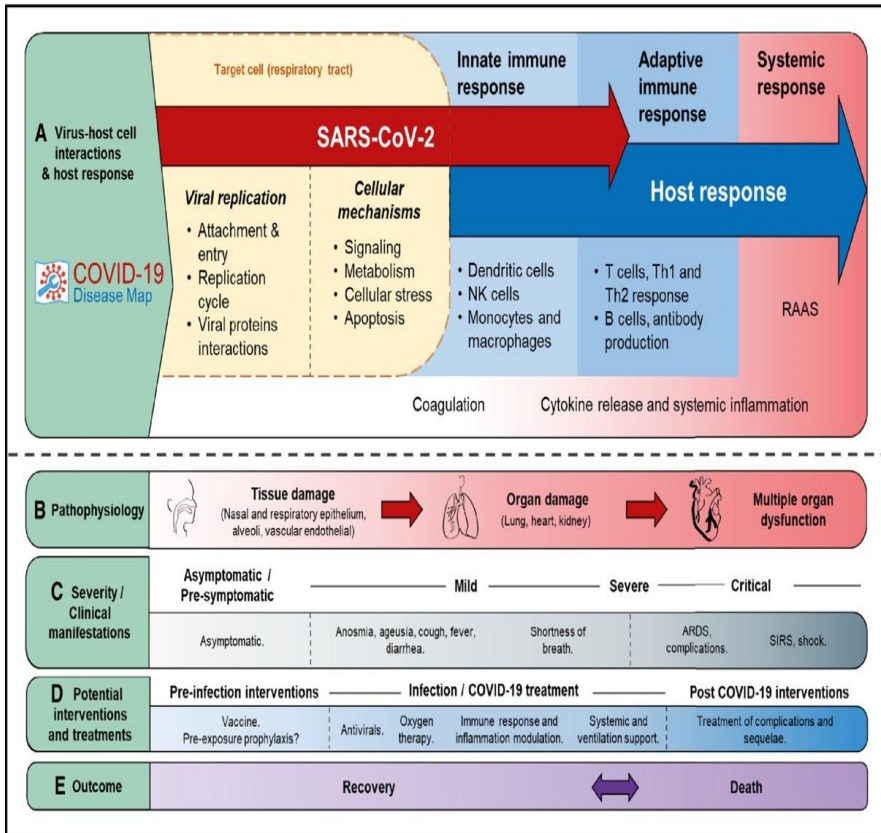 Target cell (respiratory tract)
Innate immune
response
Adaptive
immune
response
Systemic
response
A Virus-host cell
interactions
& host response
SARS-CoV-2
Host response
COVID-19
Disease Map
Viral replication
• Attachment &
entry
• Replication
cycle
• Viral proteins
interactions
Cellular
mechanisms
• Signaling
• Metabolism
• Cellular stress
• Apoptosis
• Dendritic cells
• NK cells
• Monocytes and
macrophages
• T cells, Th1 and
Th2 response
• B cells, antibody
production
RAAS
Coagulation
Cytokine release and systemic inflammation
B Pathophysiology
Tissue damage
(Nasal and respiratory epithelium,
alveoli, vascular endothelial)
Organ damage
(Lung, heart, kidney)
Multiple organ
dysfunction
C Severity /
Clinical
manifestations
Asymptomatic /
Pre-symptomatic
Mild
Severe
Critical
Asymptomatic.
Anosmia, ageusia, cough, fever,
diarrhea.
Shortness of
breath.
ARDS,
complications.
SIRS, shock.
D Potential
interventions
and treatments
Pre-infection interventions
Infection / COVID-19 treatment
Post COVID-19 interventions
Vaccine.
Pre-exposure prophylaxis?
Antivirals.
Oxygen
therapy.
Immune response and
inflammation modulation.
Systemic and
ventilation support.
Treatment of complications and
sequelae.
E Outcome
Recovery
Death